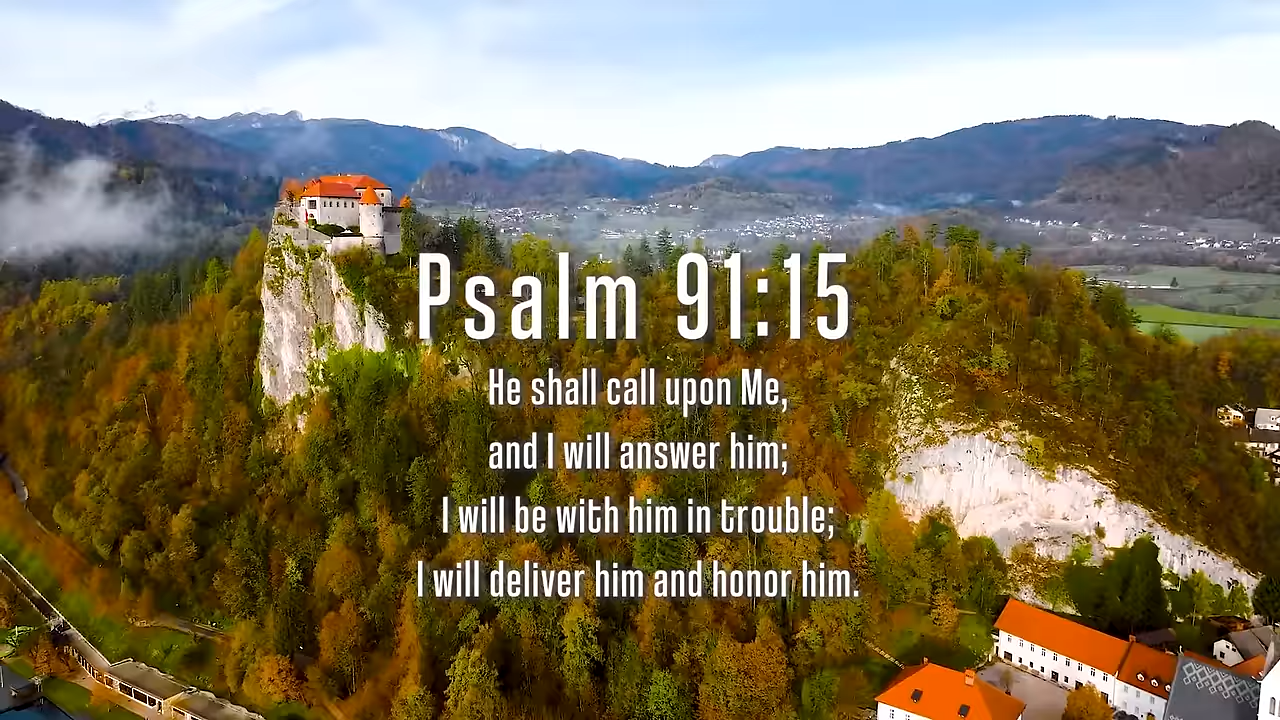 Psalm 91:15
He shall call upon Me,
and I will answer him;
I will be with him in trouble;
I will deliver him and honor him.